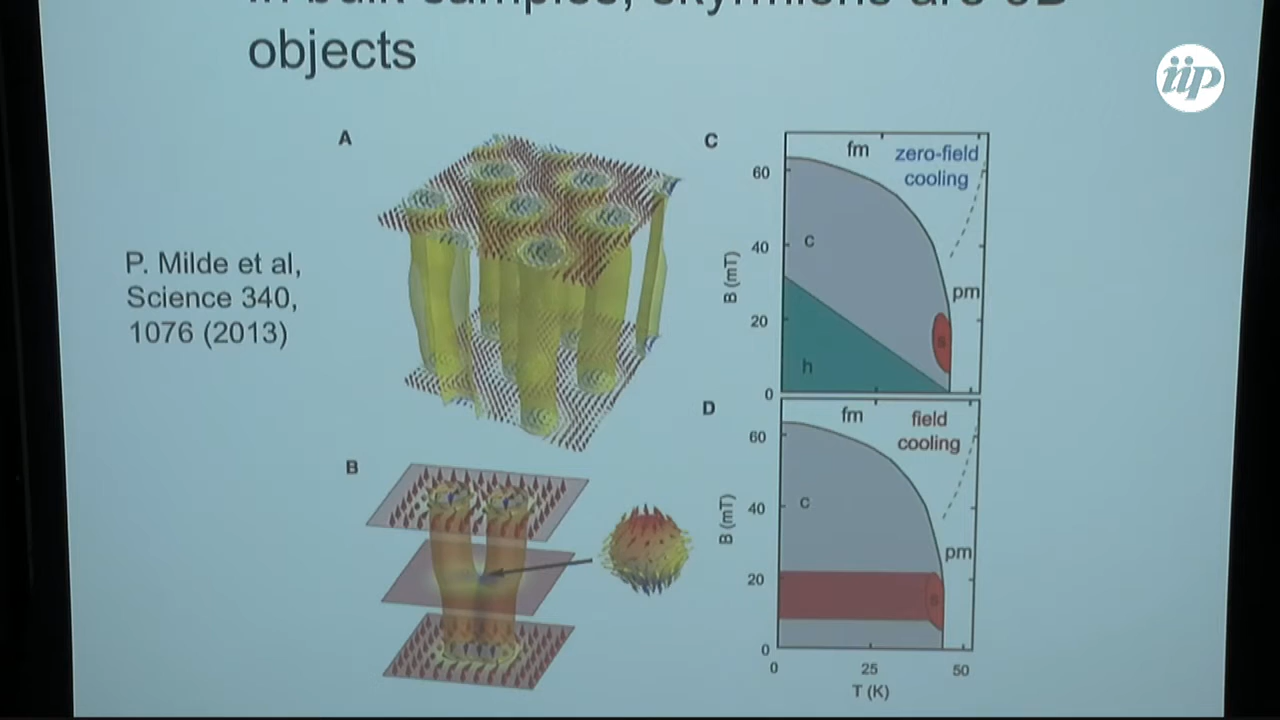 objects
iip
P. Milde et al,
Science 340,
1076 (2013)
A
B
C
fm
zero-field
cooling
60
40
20
0
B (mT)
c
h
s
pm
D
fm
field
cooling
60
40
20
0
B (mT)
c
s
pm
0
25
50
T (K)